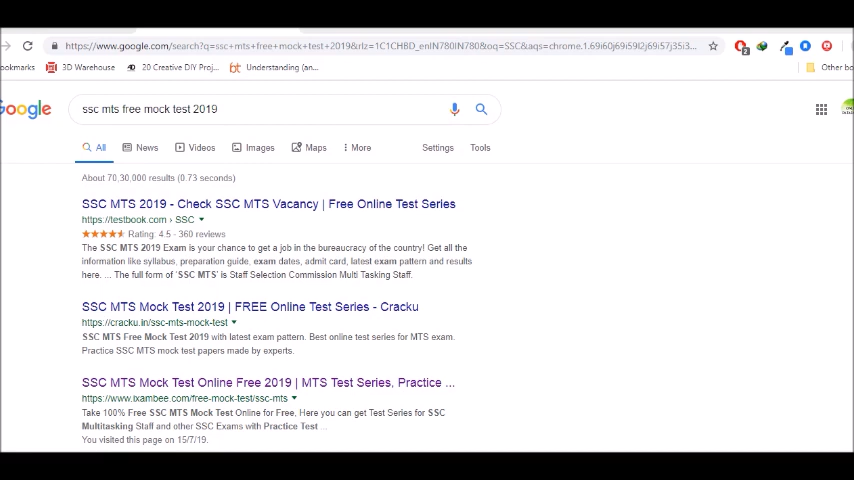 https://www.google.com/search?q=ssc+mts+free+mock+test+2019&rlz=1C1CHBD_enIN780IN780&oq=SSC&aqs=chrome.1.69i60j69i59l2j69i57j69i35i3...
ookmarks 3D Warehouse 20 Creative DIY Proj... bt Understanding (an... Other bo
Google ssc mts free mock test 2019
All News Videos Images Maps More Settings Tools
About 70,30,000 results (0.73 seconds)
SSC MTS 2019 - Check SSC MTS Vacancy | Free Online Test Series
https://testbook.com › SSC
Rating: 4.5 - 360 reviews
The SSC MTS 2019 Exam is your chance to get a job in the bureaucracy of the country! Get all the
information like syllabus, preparation guide, exam dates, admit card, latest exam pattern and results
here. ... The full form of 'SSC MTS' is Staff Selection Commission Multi Tasking Staff.
SSC MTS Mock Test 2019 | FREE Online Test Series - Cracku
https://cracku.in/ssc-mts-mock-test
SSC MTS Free Mock Test 2019 with latest exam pattern. Best online test series for MTS exam.
Practice SSC MTS mock test papers made by experts.
SSC MTS Mock Test Online Free 2019 | MTS Test Series, Practice ...
https://www.ixambee.com/free-mock-test/ssc-mts
Take 100% Free SSC MTS Mock Test Online for Free, Here you can get Test Series for SSC
Multitasking Staff and other SSC Exams with Practice Test ...
You visited this page on 15/7/19.